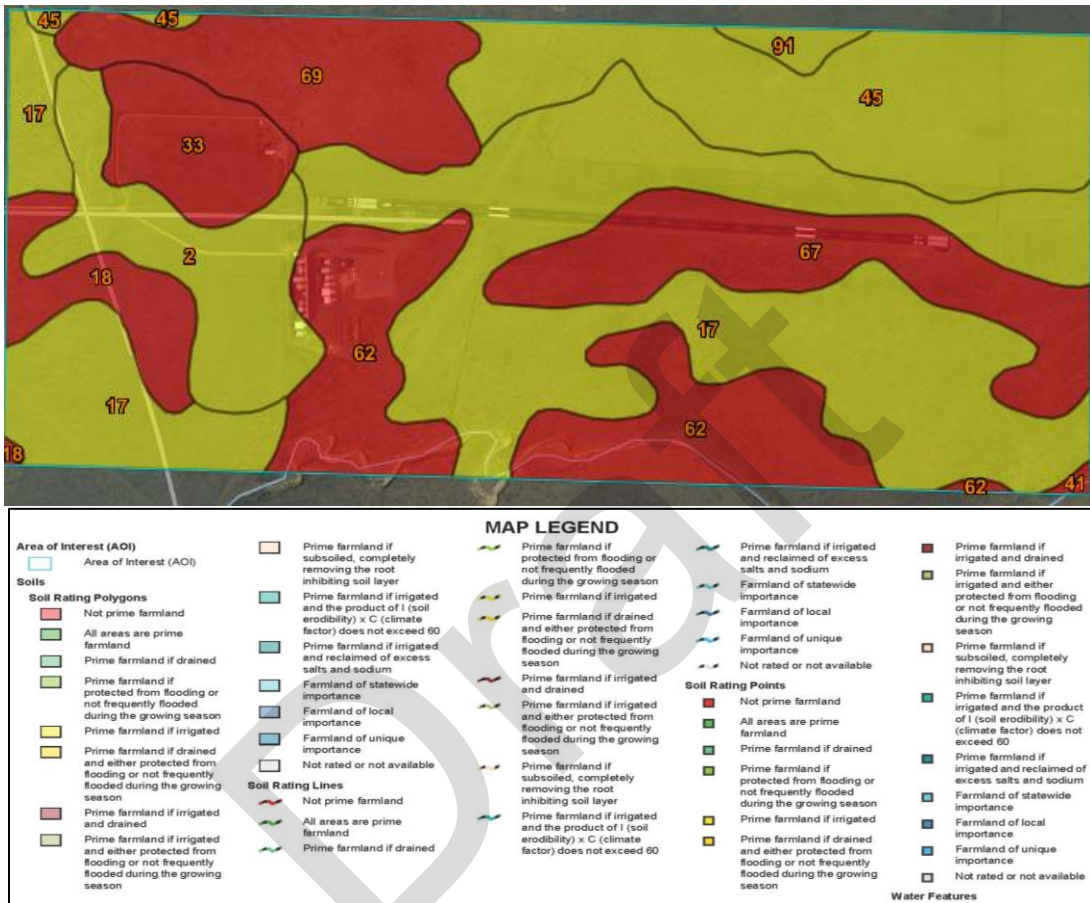 45
45
91
69
45
17
33
2
67
18
17
62
17
62
18
62
41
MAP LEGEND
Area of Interest (AOI)
Area of Interest (AOI)
Soils
Soil Rating Polygons
Not prime farmland
All areas are prime
farmland
Prime farmland if drained
Prime farmland if
protected from flooding or
not frequently flooded
during the growing
season
Prime farmland if irrigated
Prime farmland if drained
and either protected from
flooding or not frequently
flooded during the growing
season
Prime farmland if irrigated
and drained
Prime farmland if irrigated
and either protected from
flooding or not frequently
flooded during the growing
season
Prime farmland if
subsoiled, completely
removing the root
inhibiting soil layer
Prime farmland if irrigated
and the product of I (soil
erodibility) x C (climate
factor) does not exceed 60
Prime farmland if irrigated
and reclaimed of excess
salts and sodium
Farmland of statewide
importance
Farmland of local
importance
Farmland of unique
importance
Not rated or not available
Soil Rating Lines
Not prime farmland
All areas are prime
farmland
Prime farmland if drained
Prime farmland if
protected from flooding or
not frequently flooded
during the growing season
Prime farmland if irrigated
Prime farmland if drained
and either protected from
flooding or not frequently
flooded during the growing
season
Prime farmland if irrigated
and drained
Prime farmland if irrigated
and either protected from
flooding or not frequently
flooded during the growing
season
Prime farmland if
subsoiled, completely
removing the root
inhibiting soil layer
Prime farmland if irrigated
and the product of I (soil
erodibility) x C (climate
factor) does not exceed 60
Prime farmland if irrigated
and reclaimed of excess
salts and sodium
Farmland of statewide
importance
Farmland of local
importance
Farmland of unique
importance
Not rated or not available
Soil Rating Points
Not prime farmland
All areas are prime
farmland
Prime farmland if drained
Prime farmland if
protected from flooding or
not frequently flooded
during the growing season
Prime farmland if irrigated
Prime farmland if drained
and either protected from
flooding or not frequently
flooded during the growing
season
Prime farmland if
irrigated and drained
Prime farmland if
irrigated and either
protected from flooding
or not frequently flooded
during the growing
season
Prime farmland if
subsoiled, completely
removing the root
inhibiting soil layer
Prime farmland if
irrigated and the product
of I (soil erodibility) x C
(climate factor) does not
exceed 60
Prime farmland if
irrigated and reclaimed of
excess salts and sodium
Farmland of statewide
importance
Farmland of local
importance
Farmland of unique
importance
Not rated or not available
Water Features
Draft